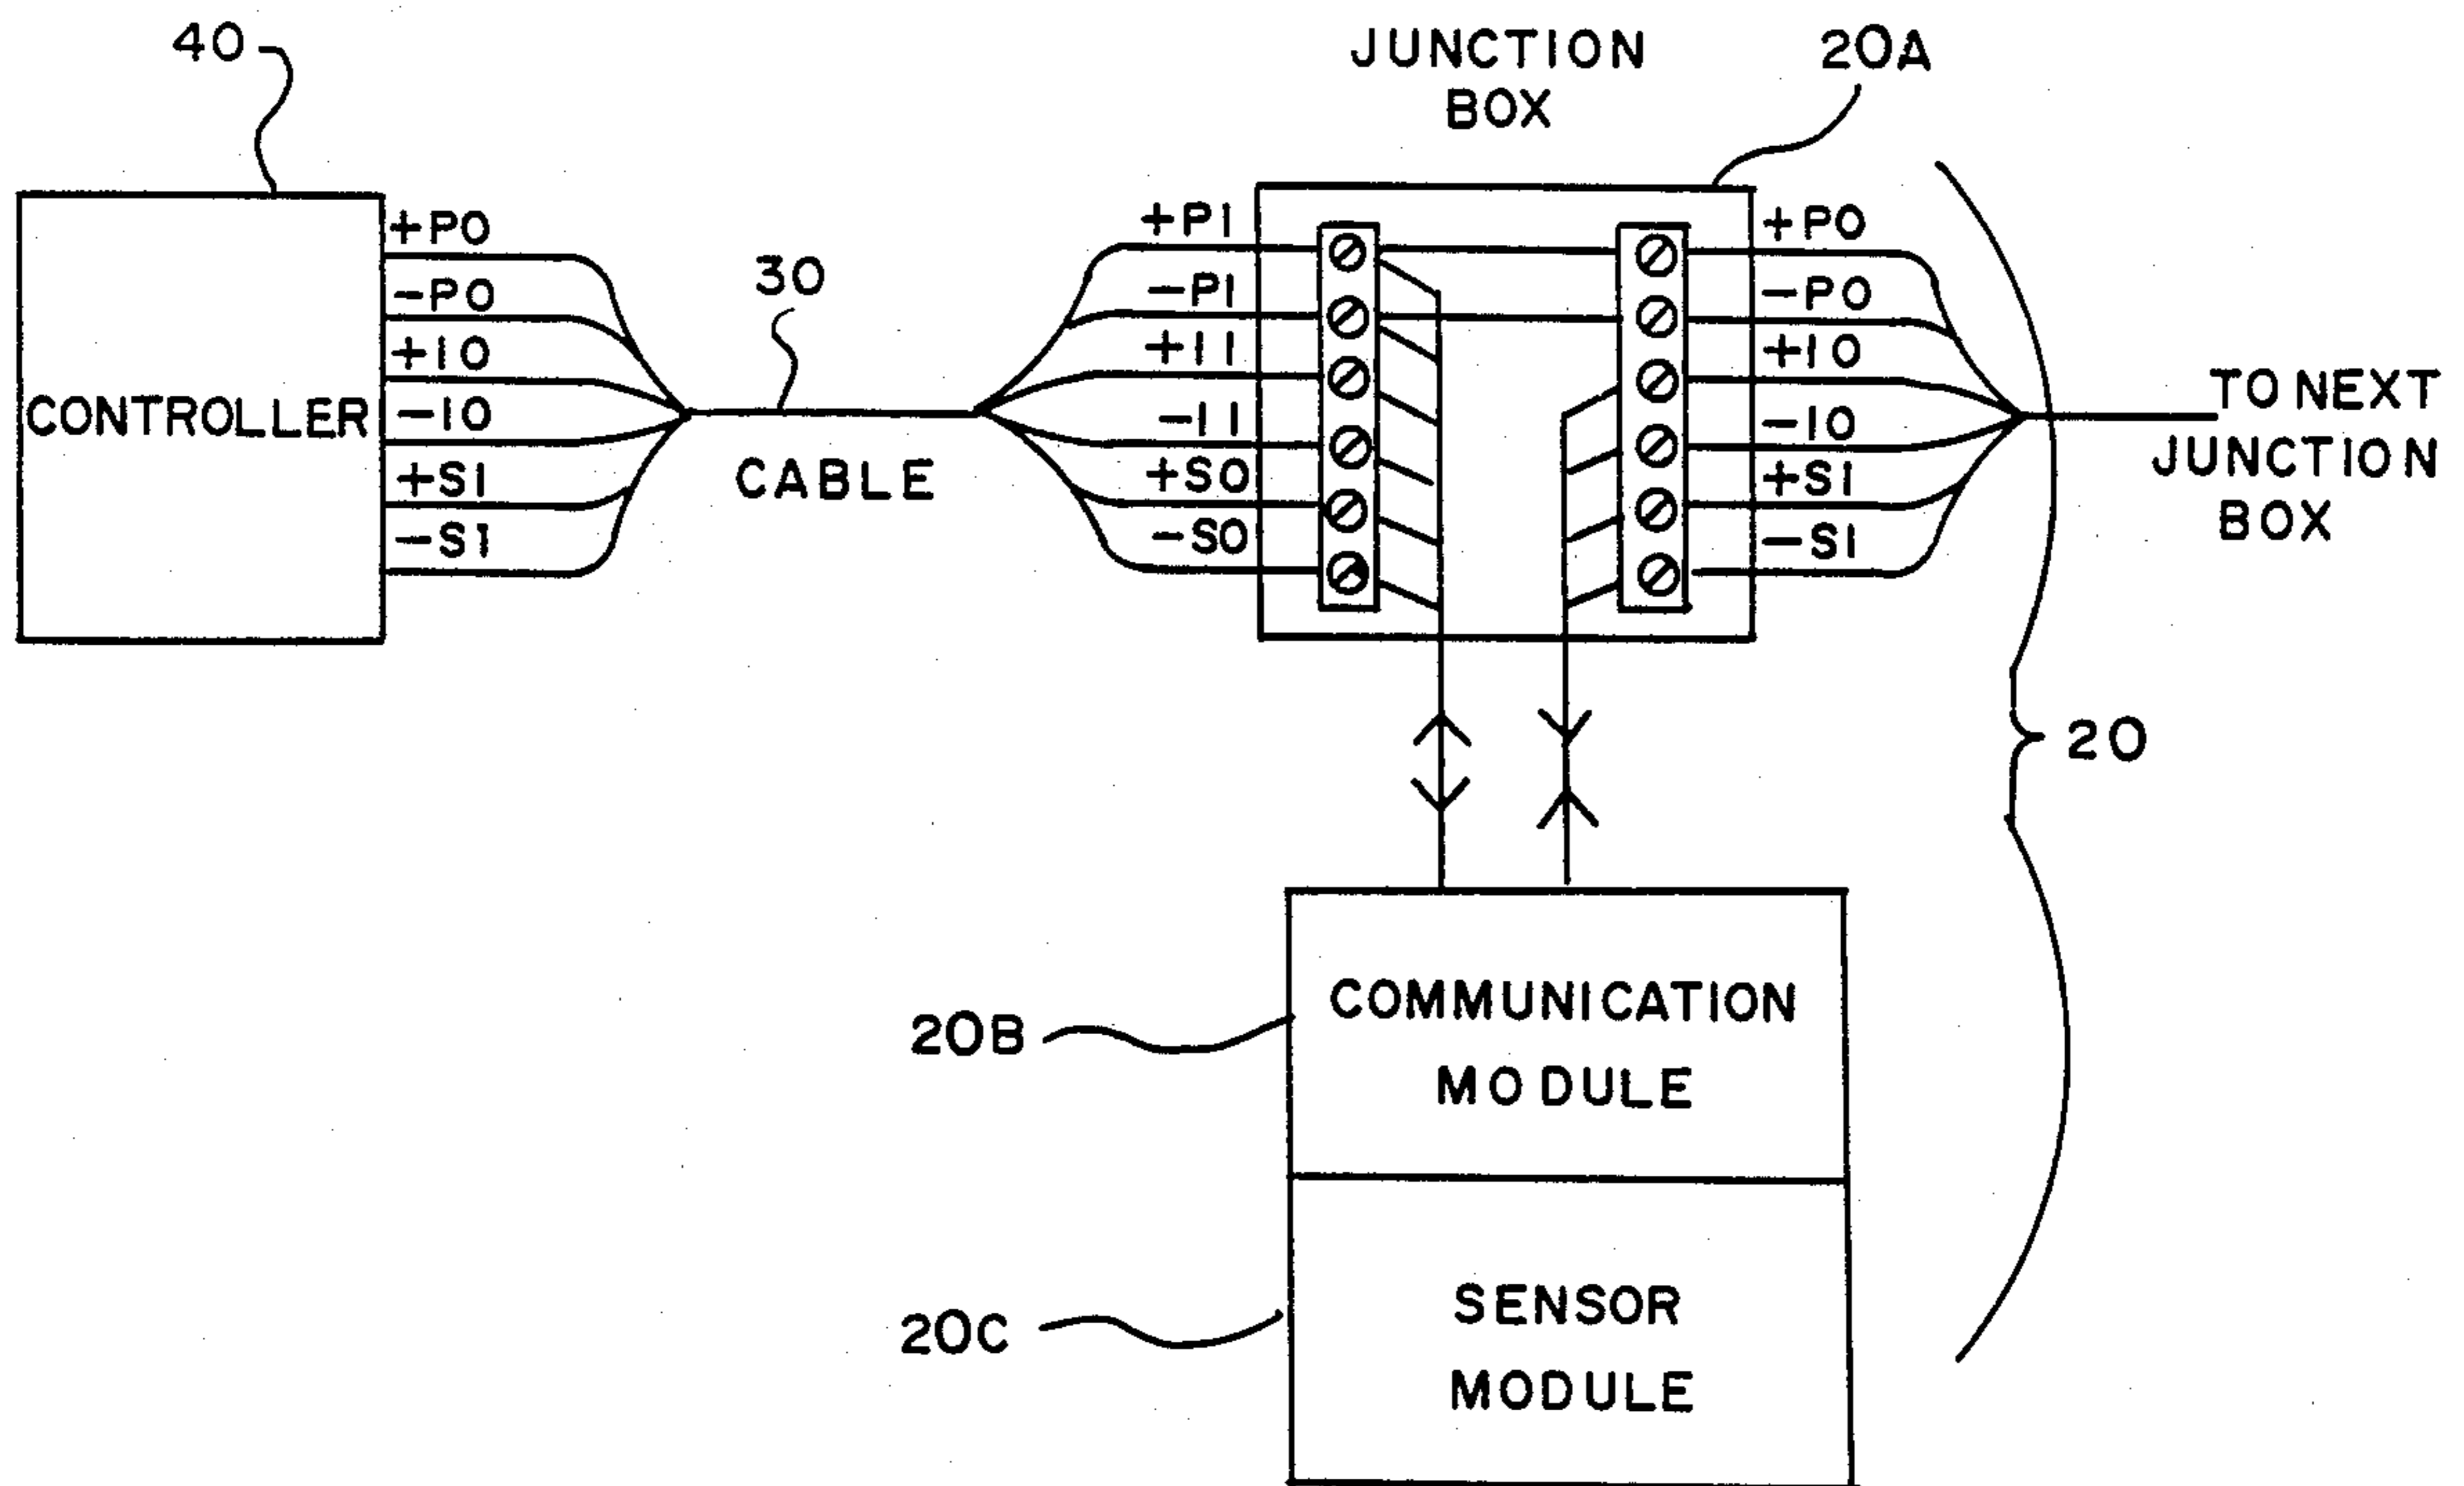 40
JUNCTION
BOX
20A
+PO
-PO
+IO
-IO
+SI
-SI
CONTROLLER
30
CABLE
+PI
-PI
+II
-II
+SO
-SO
+PO
-PO
+IO
-IO
+SI
-SI
TO NEXT
JUNCTION
BOX
20
20B
COMMUNICATION
MODULE
20C
SENSOR
MODULE